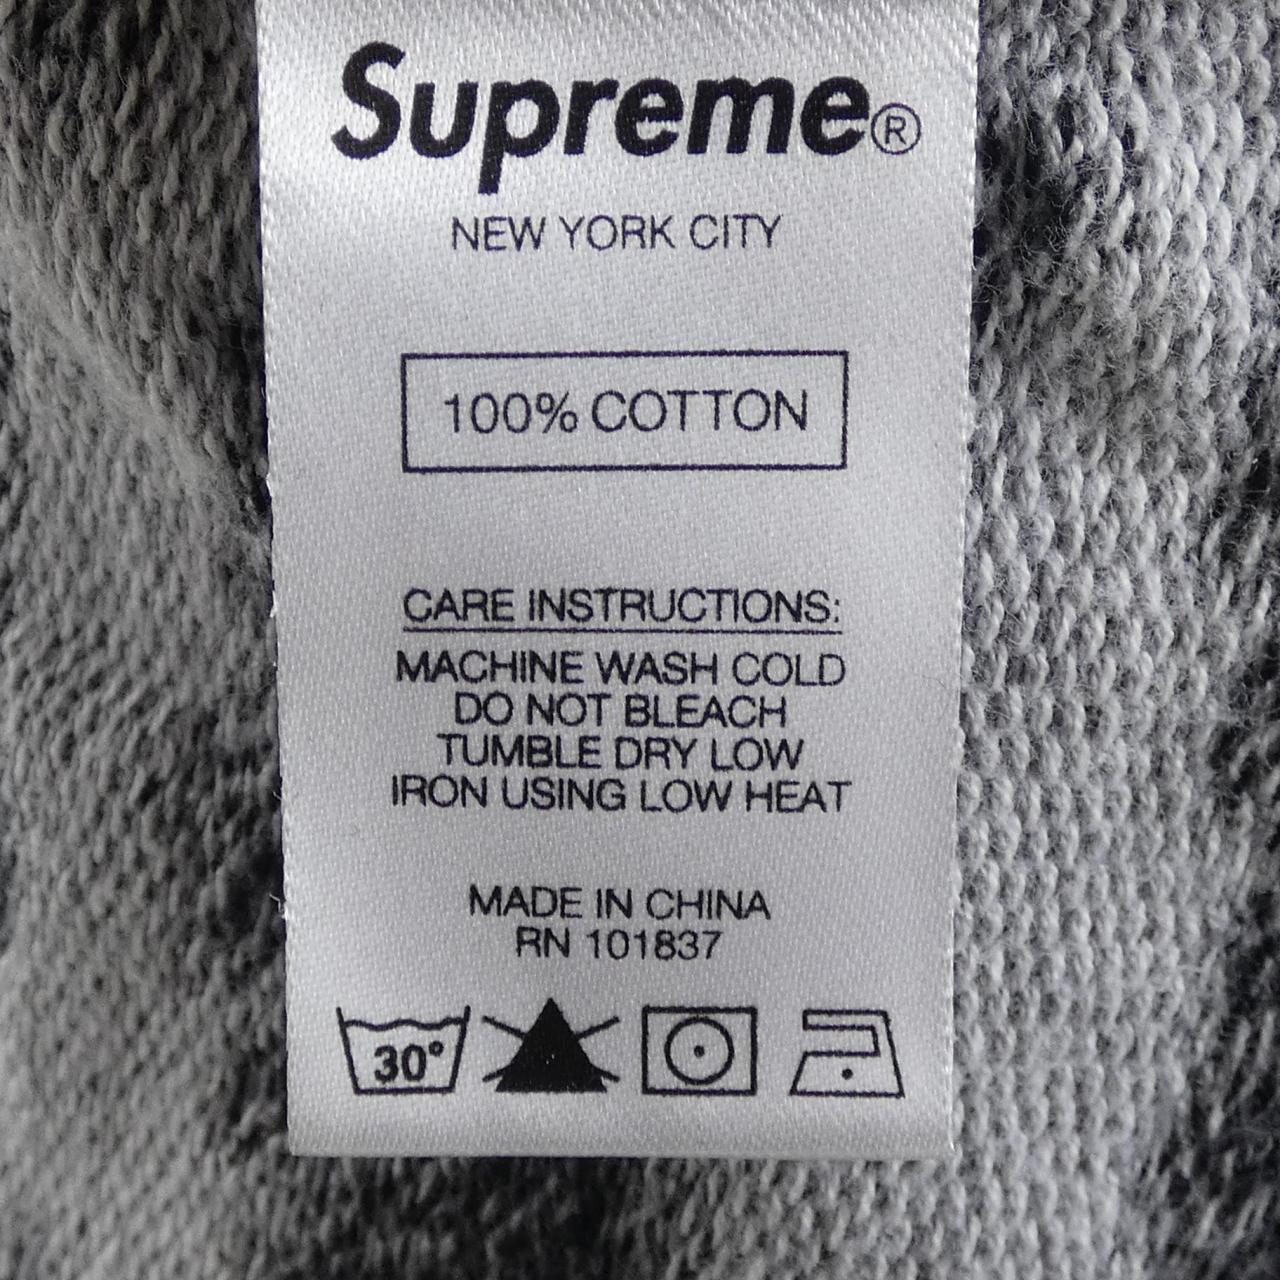 Supreme®
NEW YORK CITY
100% COTTON
CARE INSTRUCTIONS:
MACHINE WASH COLD
DO NOT BLEACH
TUMBLE DRY LOW
IRON USING LOW HEAT
MADE IN CHINA
RN 101837
30°